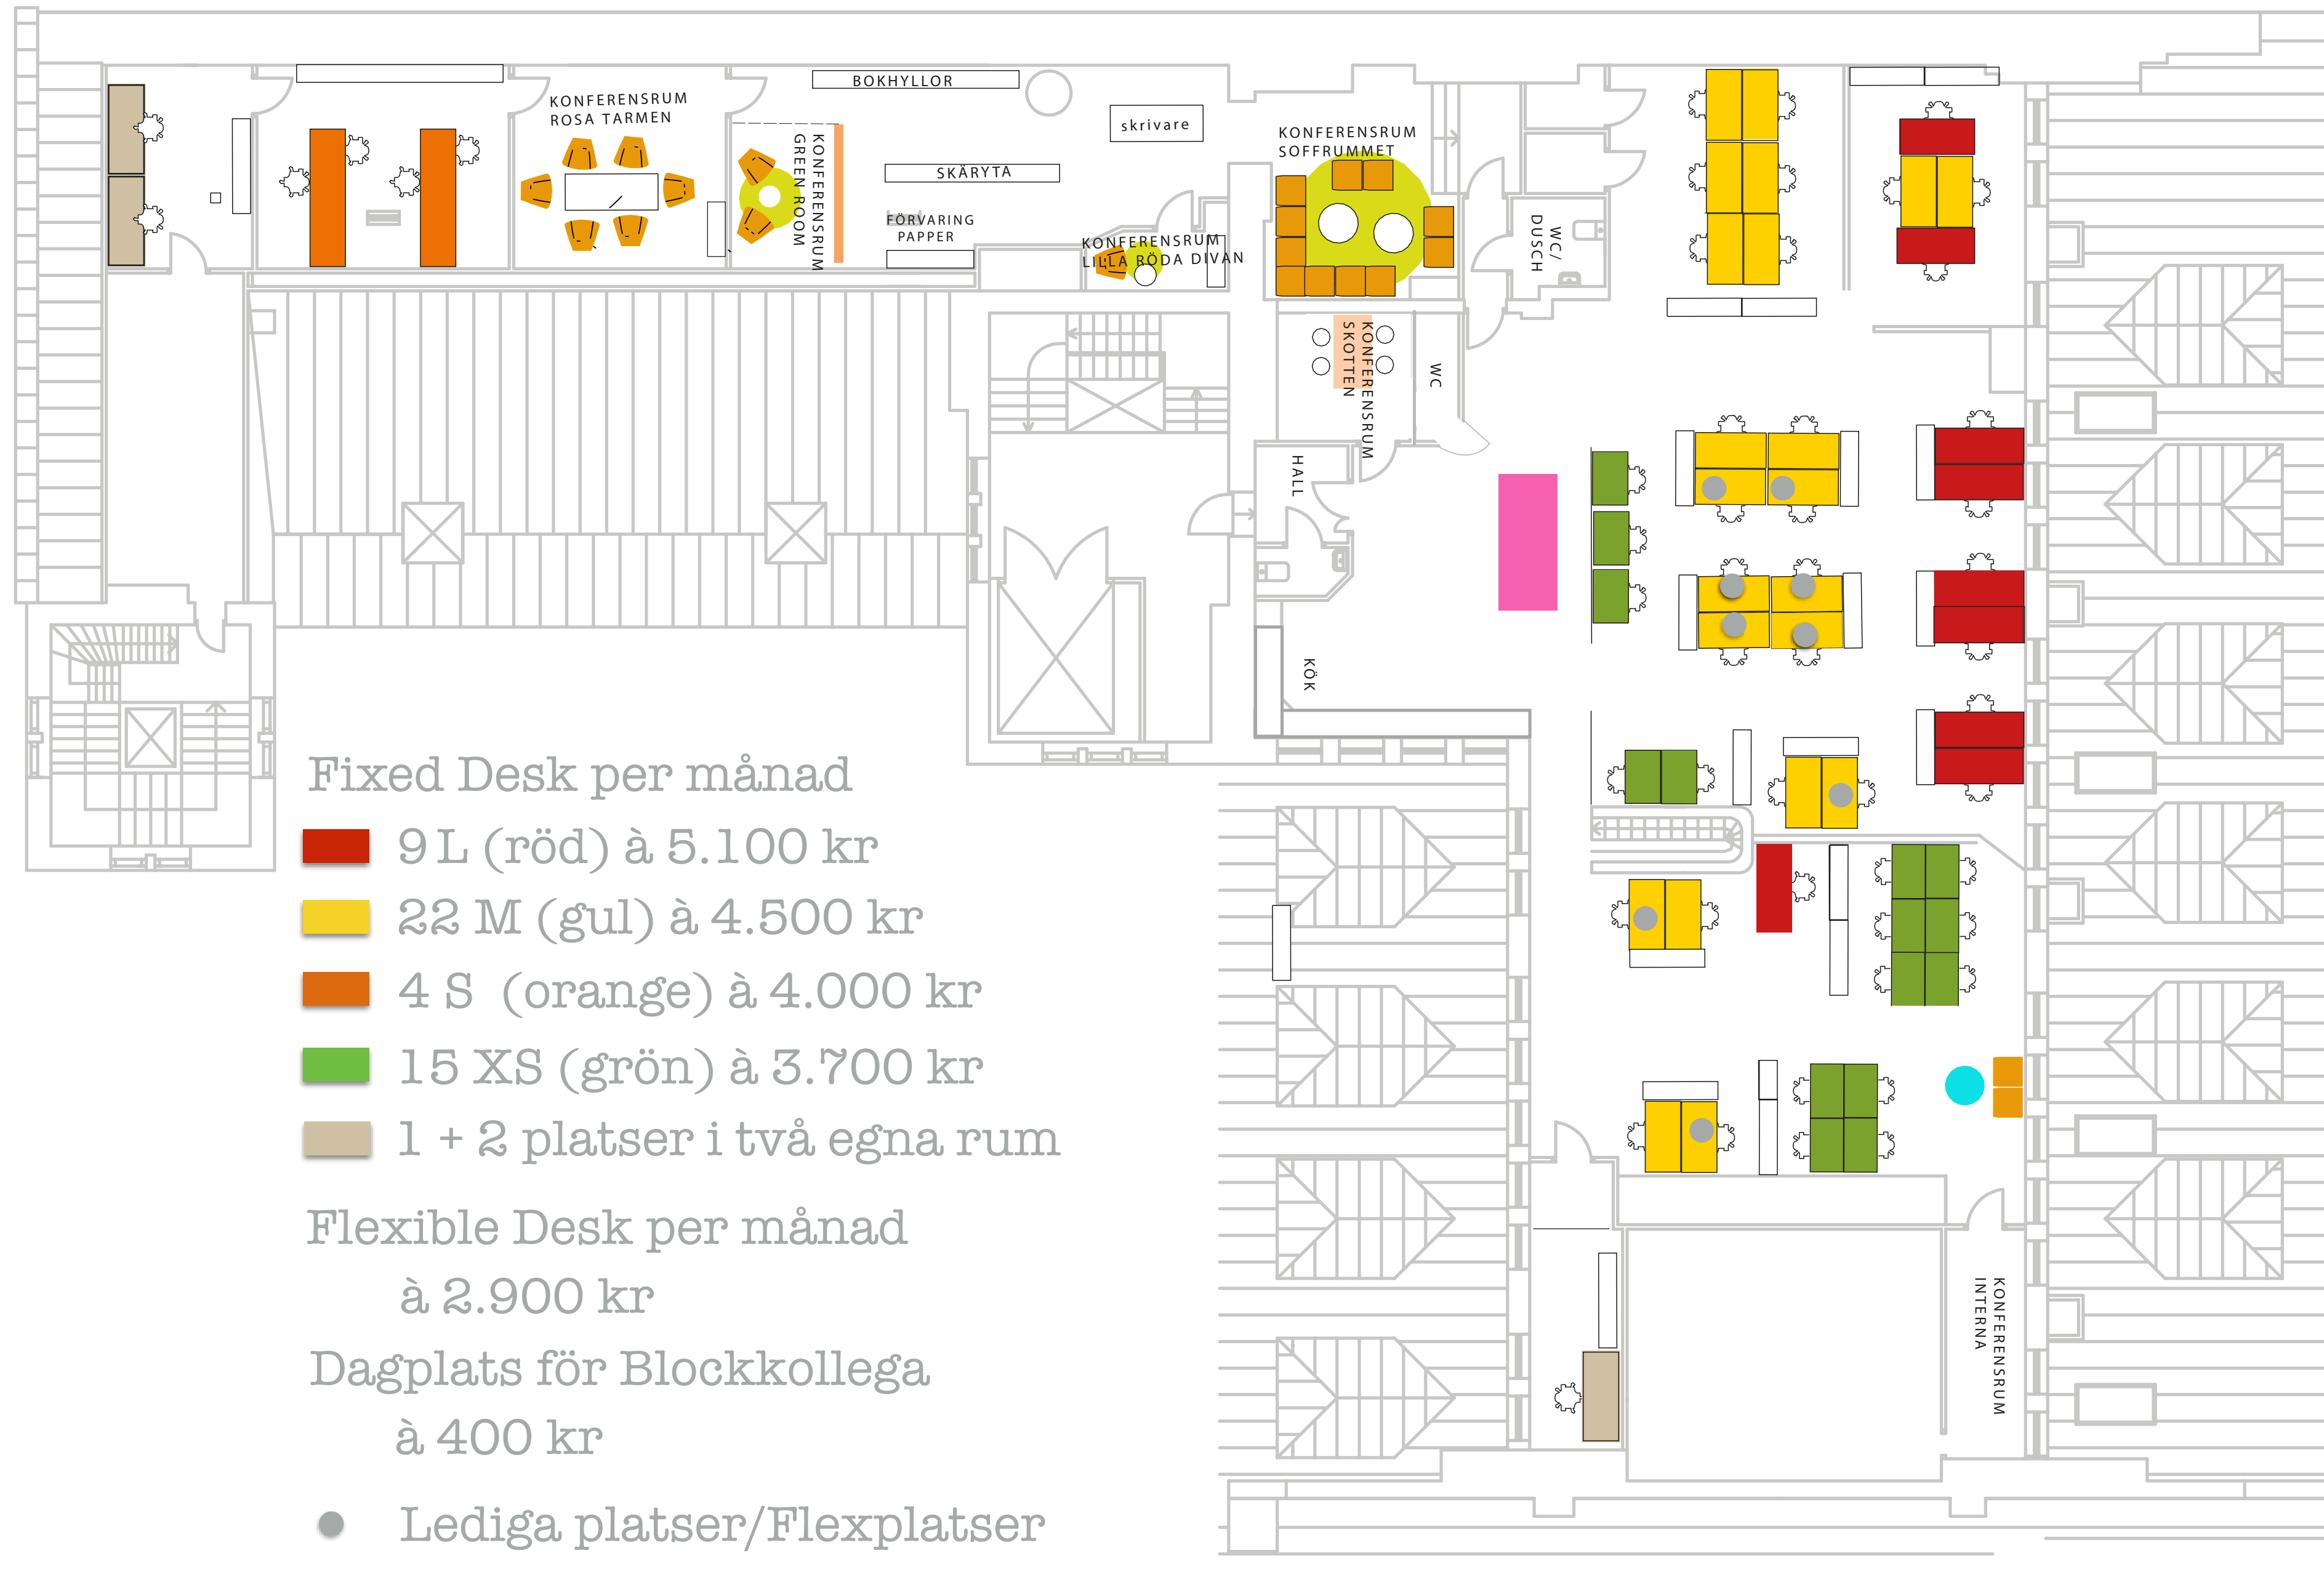 BOKHYLLOR
KONFERENSRUM
ROSA TARMEN
KONFERENSRUM
GREEN ROOM
skrivare
SKÄRYTA
FÖRVARING
PAPPER
KONFERENSRUM
LILLA RÖDA DIVAN
KONFERENSRUM
SOFFRUMMET
WC/
DUSCH
KONFERENSRUM
SKOTTEN
WC
HALL
KÖK
Fixed Desk per månad
9 L (röd) à 5.100 kr
22 M (gul) à 4.500 kr
4 S (orange) à 4.000 kr
15 XS (grön) à 3.700 kr
1 + 2 platser i två egna rum
Flexible Desk per månad
à 2.900 kr
Dagplats för Blockkollega
à 400 kr
Lediga platser/Flexplatser
KONFERENSRUM
INTERNA